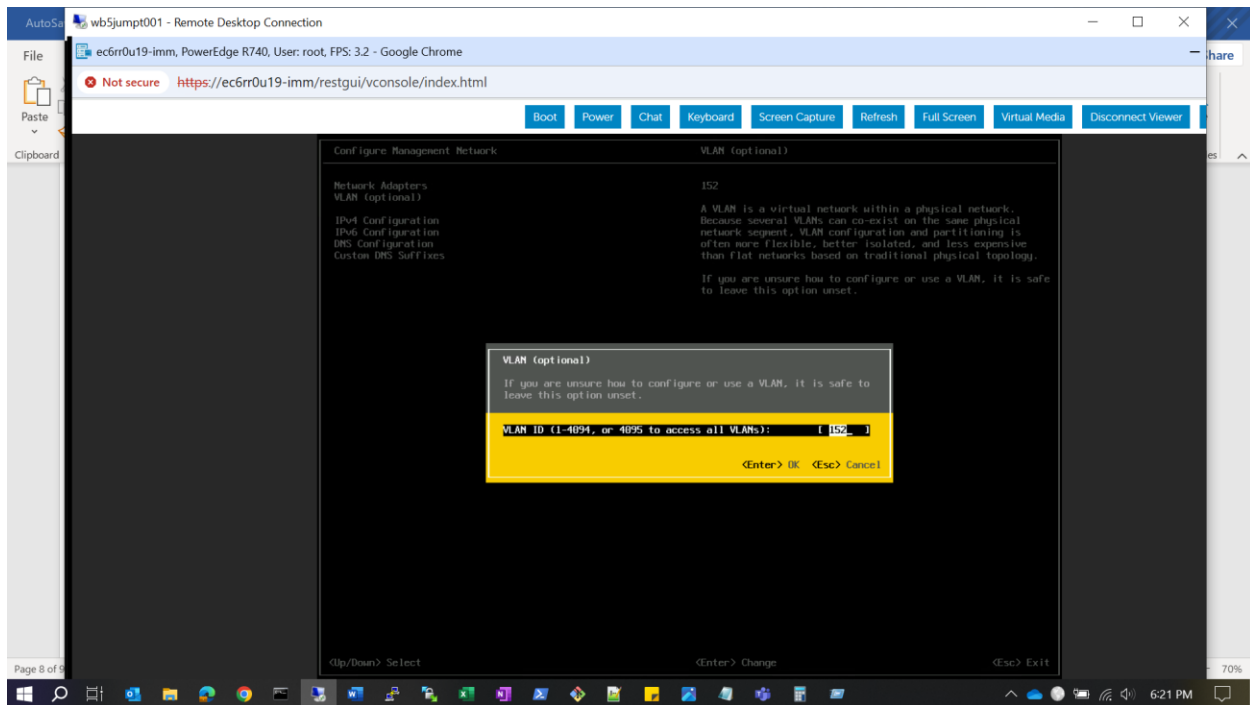 AutoSa
wb5jumpt001 - Remote Desktop Connection
File
ec6rr0u19-imm, PowerEdge R740, User: root, FPS: 3.2 - Google Chrome
hare
Not secure https://ec6rr0u19-imm/restgui/vconsole/index.html
Paste
Boot Power Chat Keyboard Screen Capture Refresh Full Screen Virtual Media Disconnect Viewer
Clipboard
es
Configure Management Network VLAN (optional)
Network Adapters 152
VLAN (optional)
IPv4 Configuration
IPv6 Configuration
DNS Configuration
Custom DNS Suffixes
A VLAN is a virtual network within a physical network.
Because several VLANs can co-exist on the same physical
network segment, VLAN configuration and partitioning is
often more flexible, better isolated, and less expensive
than flat networks based on traditional physical topology.
If you are unsure how to configure or use a VLAN, it is safe
to leave this option unset.
VLAN (optional)
If you are unsure how to configure or use a VLAN, it is safe to
leave this option unset.
VLAN ID (1-4094, or 4095 to access all VLANs): [ 152_ ]
<Enter> OK <Esc> Cancel
<Up/Down> Select <Enter> Change <Esc> Exit
Page 8 of 9
70%
6:21 PM